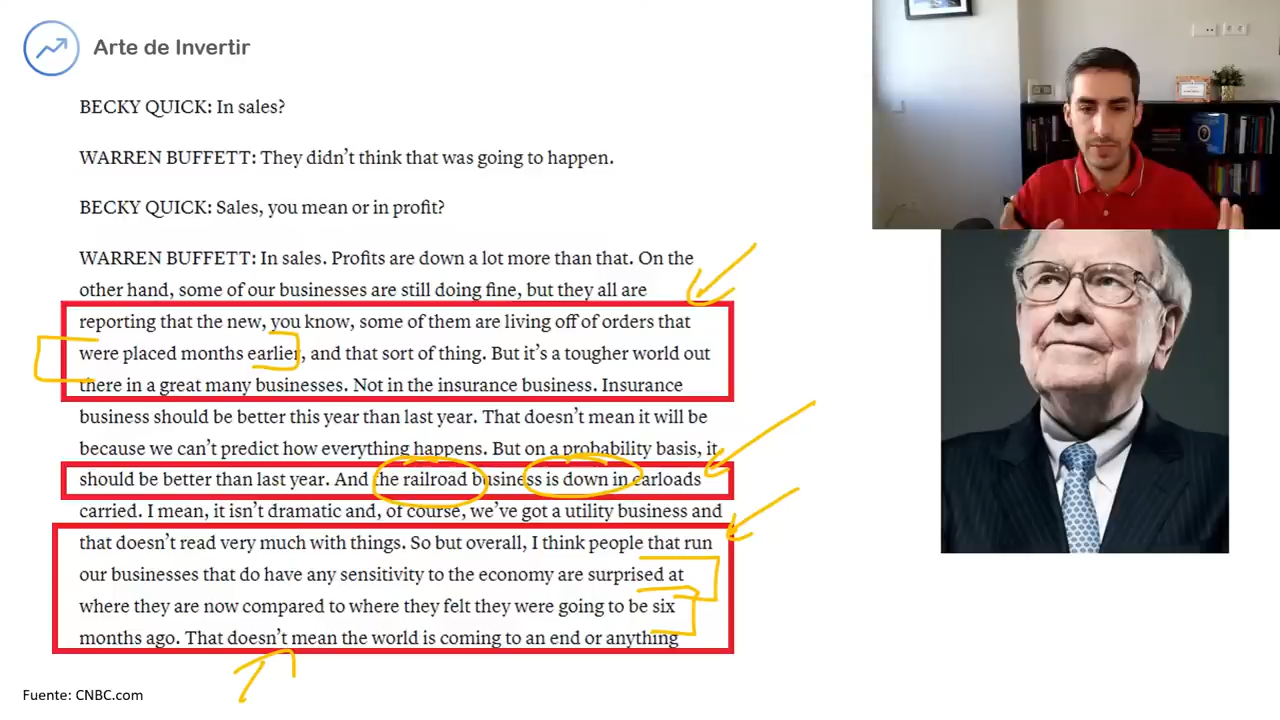 Arte de Invertir
BECKY QUICK: In sales?
WARREN BUFFETT: They didn't think that was going to happen.
BECKY QUICK: Sales, you mean or in profit?
WARREN BUFFETT: In sales. Profits are down a lot more than that. On the
other hand, some of our businesses are still doing fine, but they all are
reporting that the new, you know, some of them are living off of orders that
were placed months earlier, and that sort of thing. But it's a tougher world out
there in a great many businesses. Not in the insurance business. Insurance
business should be better this year than last year. That doesn't mean it will be
because we can't predict how everything happens. But on a probability basis, it
should be better than last year. And the railroad business is down in carloads
carried. I mean, it isn't dramatic and, of course, we've got a utility business and
that doesn't read very much with things. So but overall, I think people that run
our businesses that do have any sensitivity to the economy are surprised at
where they are now compared to where they felt they were going to be six
months ago. That doesn't mean the world is coming to an end or anything
Fuente: CNBC.com